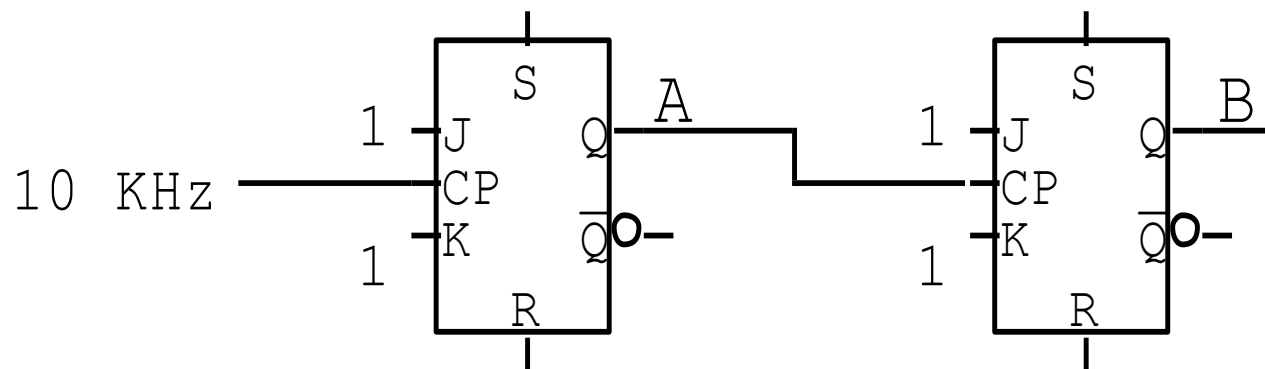 S S
A B
1 J Q 1 J Q
10 KHz CP CP
K Q̅ K Q̅
1 1
R R